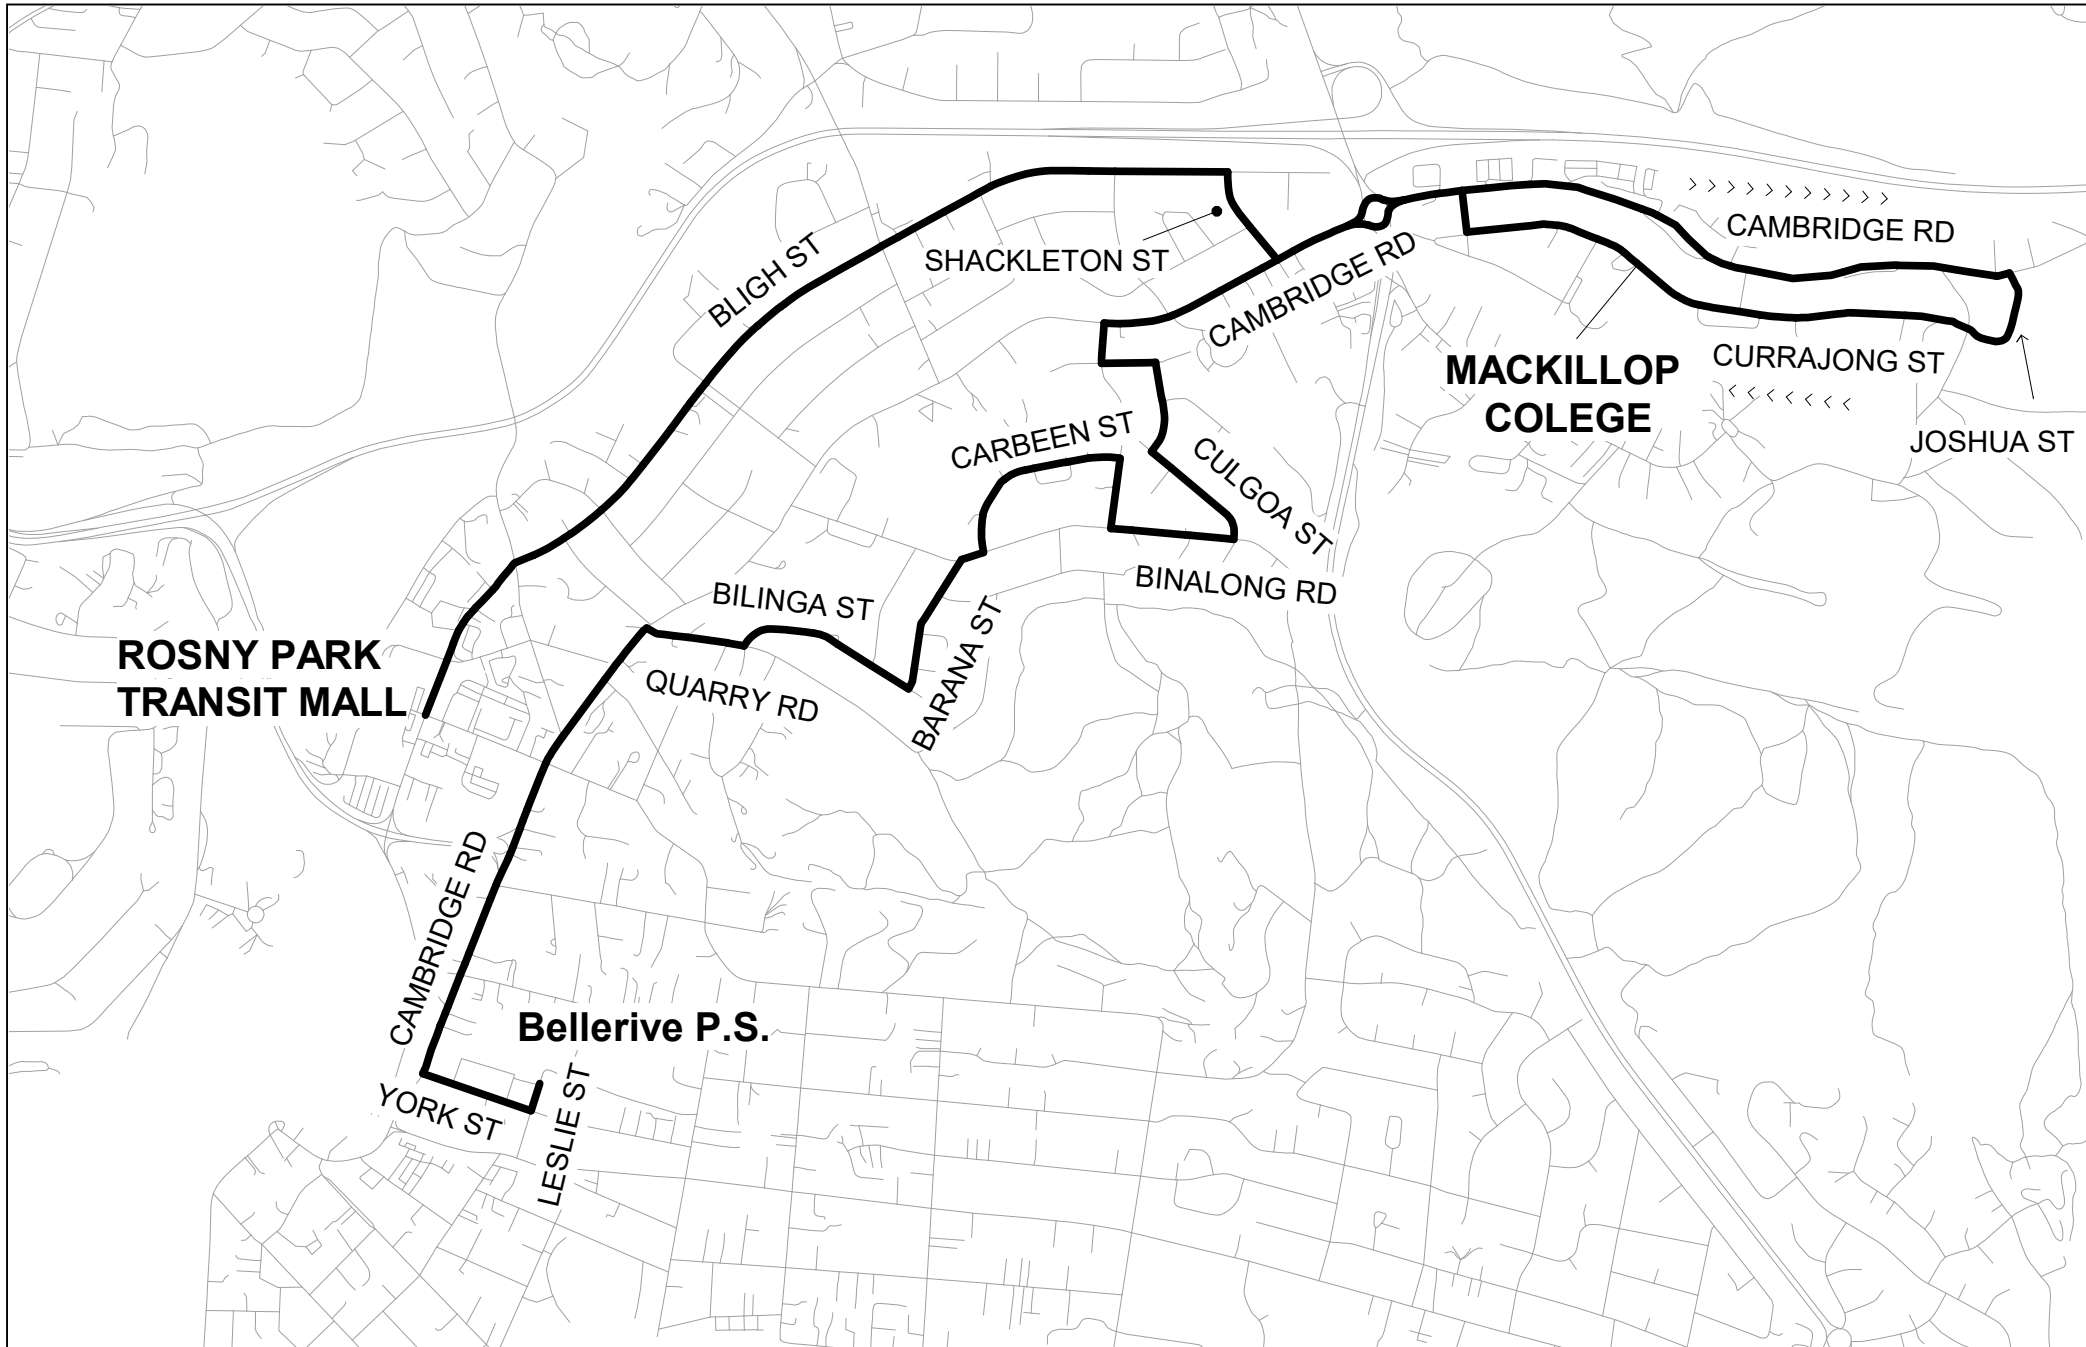 CAMBRIDGE RD
BLIGH ST
SHACKLETON ST
CAMBRIDGE RD
MACKILLOP
COLEGE
CURRAJONG ST
JOSHUA ST
CARBEEN ST
CULGOA ST
BINALONG RD
BILINGA ST
BARANA ST
QUARRY RD
ROSNY PARK
TRANSIT MALL
CAMBRIDGE RD
Bellerive P.S.
YORK ST
LESLIE ST